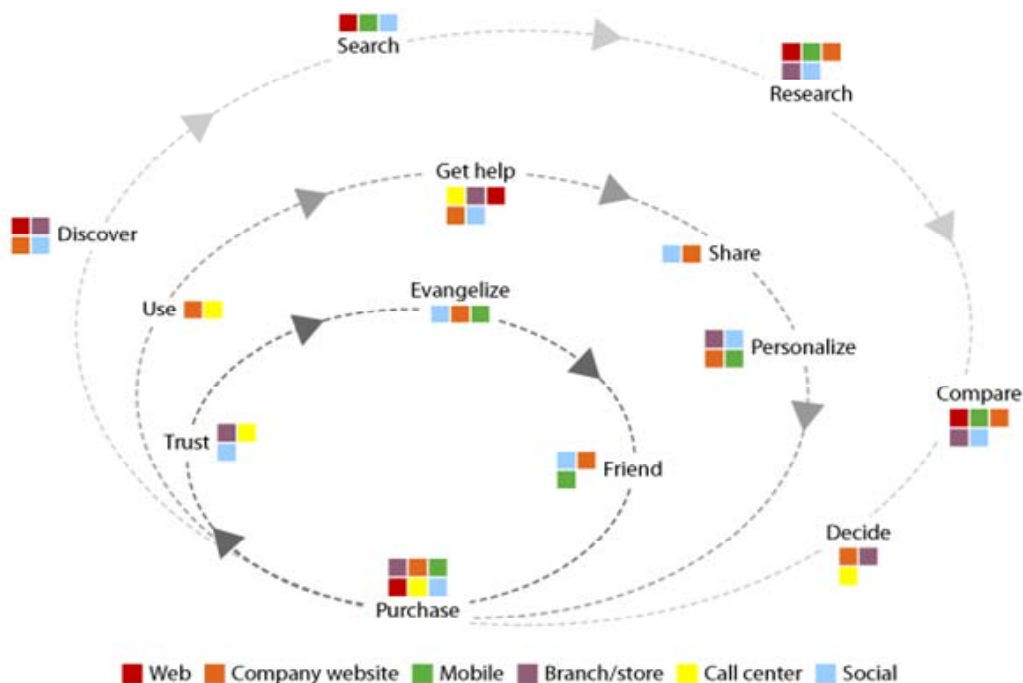 Search
Research
Get help
Discover
Share
Evangelize
Use
Personalize
Compare
Trust
Friend
Decide
Purchase
Web Company website Mobile Branch/store Call center Social